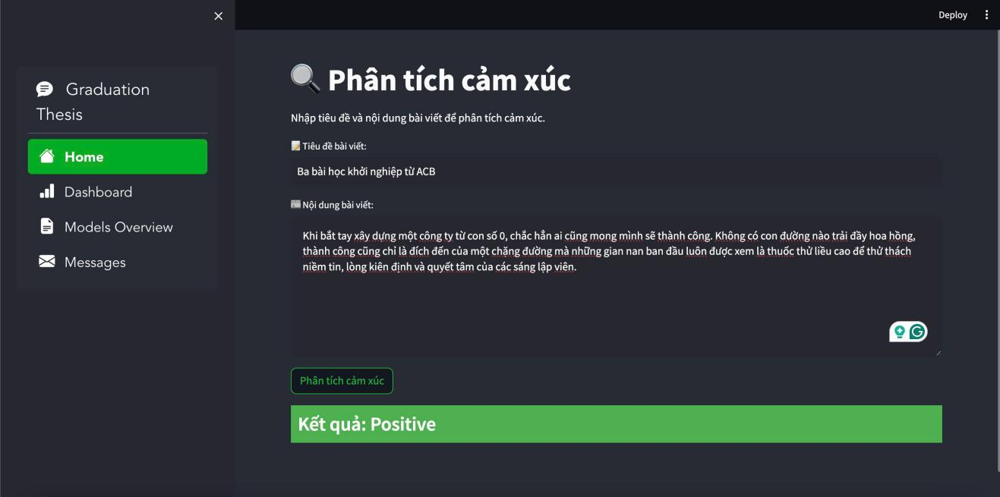 Deploy
Graduation
Thesis
Home
Dashboard
Models Overview
Messages
Phân tích cảm xúc
Nhập tiêu đề và nội dung bài viết để phân tích cảm xúc.
Tiêu đề bài viết:
Ba bài học khởi nghiệp từ ACB
Nội dung bài viết:
Khi bắt tay xây dựng một công ty từ con số 0, chắc hẳn ai cũng mong mình sẽ thành công. Không có con đường nào trải đầy hoa hồng,
thành công cũng chỉ là đích đến của một chặng đường mà những gian nan ban đầu luôn được xem là thuốc thử liều cao để thử thách
niềm tin, lòng kiên định và quyết tâm của các sáng lập viên.
Phân tích cảm xúc
Kết quả: Positive